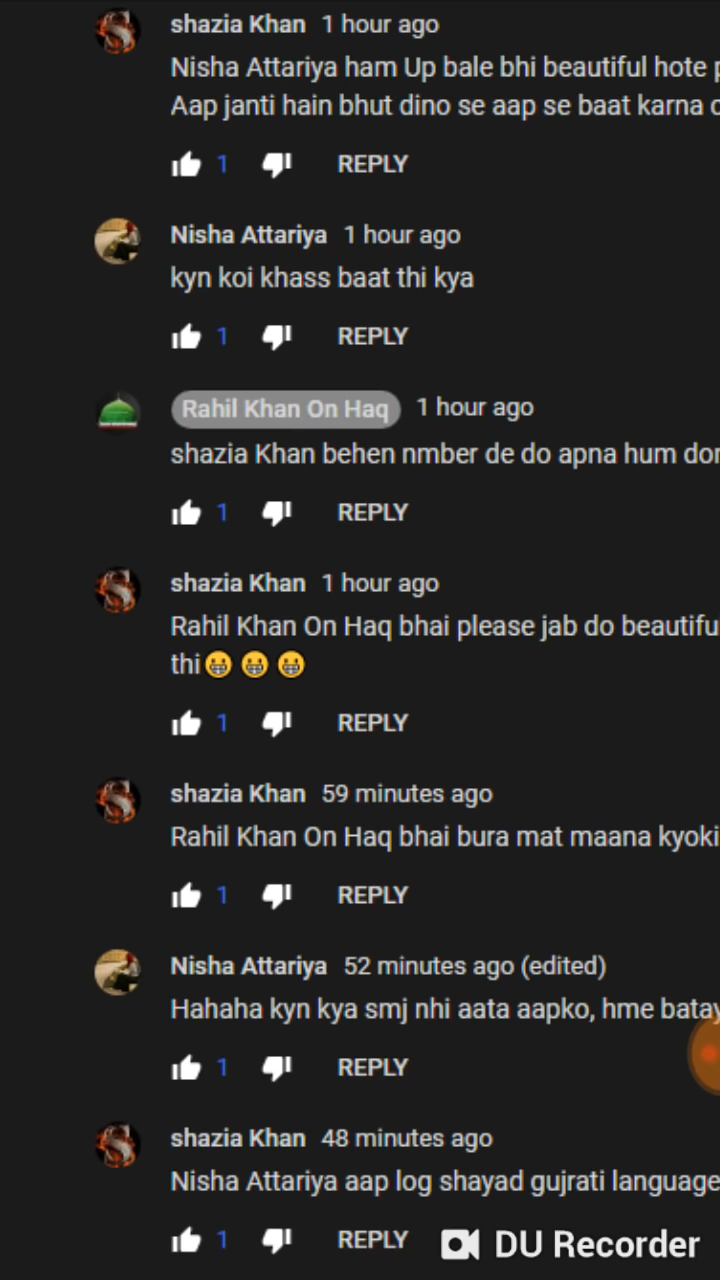 shazia Khan 1 hour ago
Nisha Attariya ham Up bale bhi beautiful hote
Aap janti hain bhut dino se aap se baat karna
1 REPLY
Nisha Attariya 1 hour ago
kyn koi khass baat thi kya
1 REPLY
Rahil Khan On Haq 1 hour ago
shazia Khan behen nmber de do apna hum
1 REPLY
shazia Khan 1 hour ago
Rahil Khan On Haq bhai please jab do
thi😁😁😁
1 REPLY
shazia Khan 59 minutes ago
Rahil Khan On Haq bhai bura mat maana kyoki
1 REPLY
Nisha Attariya 52 minutes ago (edited)
Hahaha kyn kya smj nhi aata aapko, hme
1 REPLY
shazia Khan 48 minutes ago
Nisha Attariya aap log shayad gujrati language
1 REPLY
DU Recorder